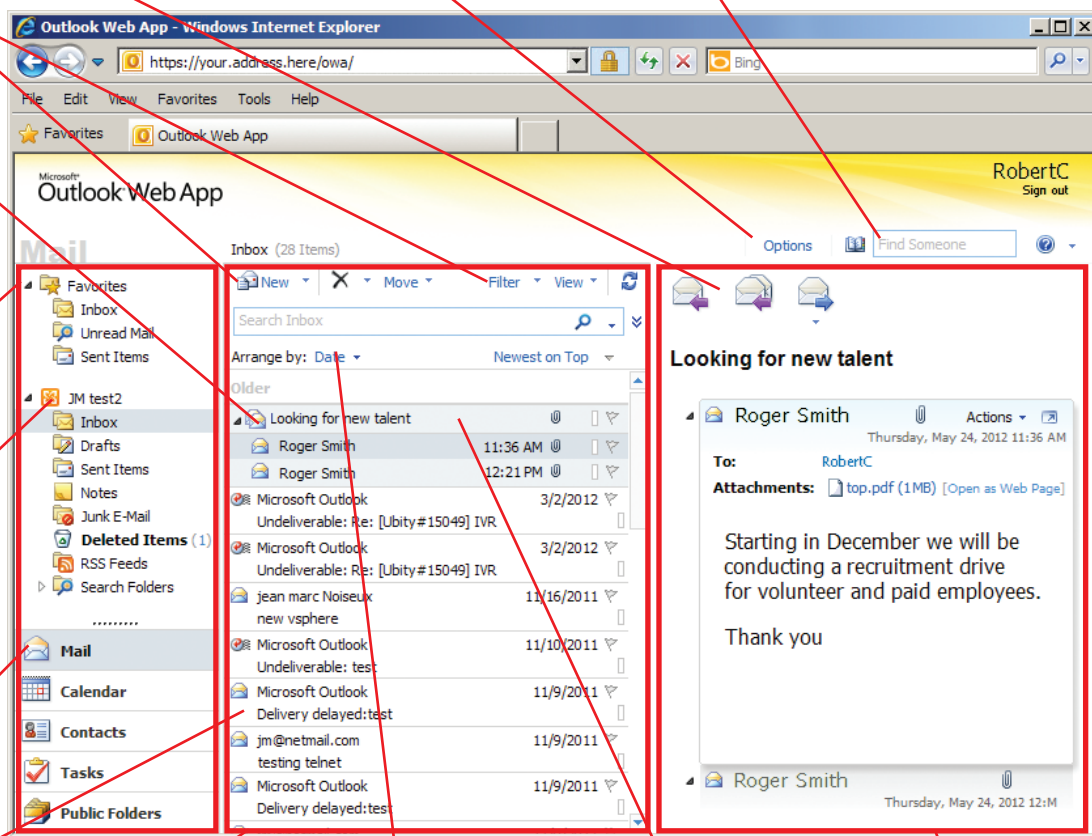 Outlook Web App - Windows Internet Explorer
https://your.address.here/owa/
Bing
File Edit View Favorites Tools Help
Favorites
Outlook Web App
Microsoft
Outlook Web App
RobertC
Sign out
Mail
Inbox (28 Items)
Options
Find Someone
Favorites
Inbox
Unread Mail
Sent Items
JM test2
Inbox
Drafts
Sent Items
Notes
Junk E-Mail
Deleted Items (1)
RSS Feeds
Search Folders
Mail
Calendar
Contacts
Tasks
Public Folders
New Move Filter View
Search Inbox
Arrange by: Date Newest on Top
Older
Looking for new talent
Roger Smith 11:36 AM
Roger Smith 12:21 PM
Microsoft Outlook 3/2/2012
Undeliverable: Re: [Ubity#15049] IVR
Microsoft Outlook 3/2/2012
Undeliverable: Re: [Ubity#15049] IVR
jean marc Noiseux 11/16/2011
new vsphere
Microsoft Outlook 11/10/2011
Undeliverable: test
Microsoft Outlook 11/9/2011
Delivery delayed:test
jm@netmail.com 11/9/2011
testing telnet
Microsoft Outlook 11/9/2011
Delivery delayed:test
Looking for new talent
Roger Smith Actions
Thursday, May 24, 2012 11:36 AM
To: RobertC
Attachments: top.pdf (1MB) [Open as Web Page]
Starting in December we will be
conducting a recruitment drive
for volunteer and paid employees.
Thank you
Roger Smith
Thursday, May 24, 2012 12:M